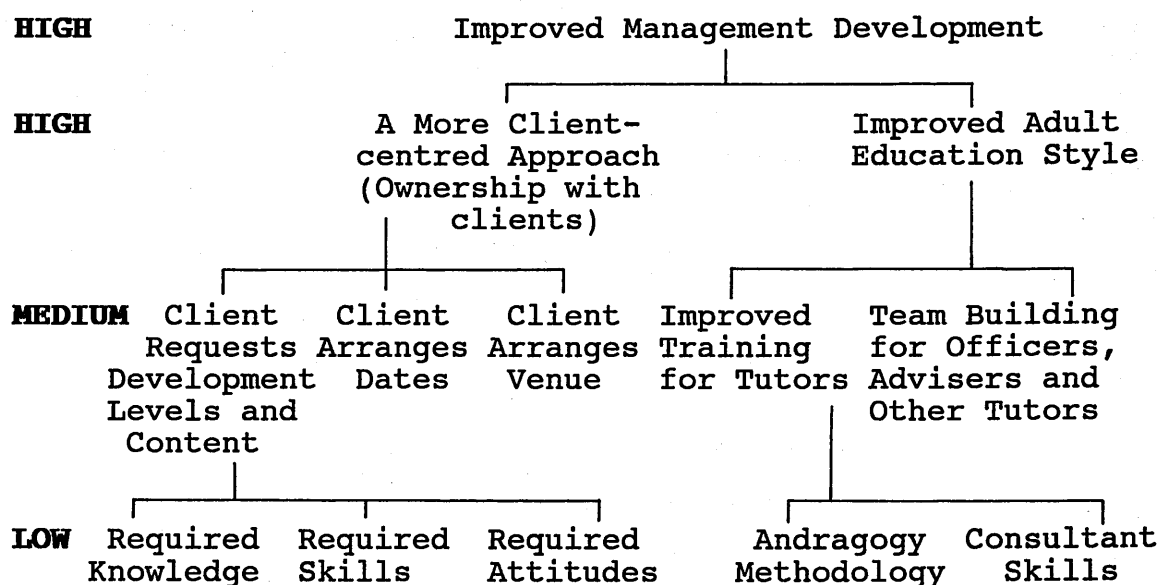 HIGH Improved Management Development
HIGH A More Client- Improved Adult
centred Approach Education Style
(Ownership with
clients)
MEDIUM Client Client Client Improved Team Building
Requests Arranges Arranges Training for Officers,
Development Dates Venue for Tutors Advisers and
Levels and Other Tutors
Content
LOW Required Required Required Andragogy Consultant
Knowledge Skills Attitudes Methodology Skills